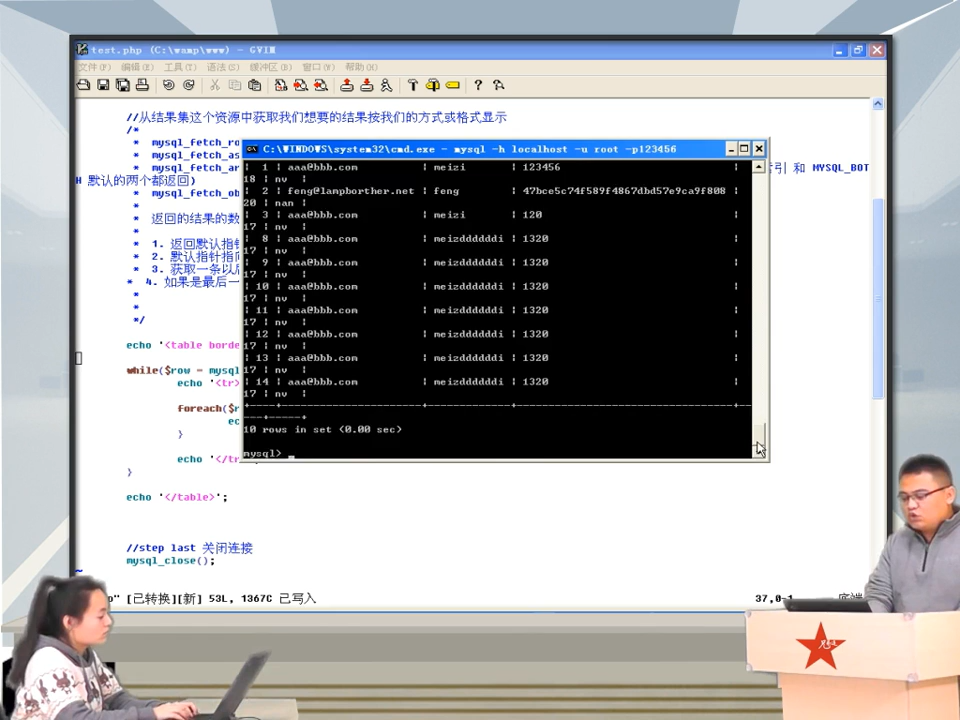 test.php (C:\wamp\www) - GVIM
文件(F) 编辑(E) 工具(T) 语法(S) 缓冲区(B) 窗口(W) 帮助(H)
//从结果集这个资源中获取我们想要的结果按我们的方式或格式显示
/*
* mysql_fetch_ro
* mysql_fetch_as
* mysql_fetch_ar
索引 和 MYSQL_BOT
H 默认的两个都返回)
* mysql_fetch_ob
*
* 返回的结果的数
*
* 1. 返回默认指针
* 2. 默认指针指向
* 3. 获取一条以后
* 4. 如果是最后一
*
*
*/
echo '<table borde
while($row = mysql
echo '<tr>
foreach($r
ec
}
echo '</tr
}
echo '</table>';
//step last 关闭连接
mysql_close();
~
p" [已转换][新] 53L, 1367C 已写入
37,0-1
底端
C:\WINDOWS\system32\cmd.exe - mysql -h localhost -u root -p123456
| 1 | aaa@bbb.com | meizi | 123456 |
18 | nv |
| 2 | feng@lampborther.net | feng | 47bce5c74f589f4867dbd57e9ca9f808 |
20 | nan |
| 3 | aaa@bbb.com | meizi | 120 |
17 | nv |
| 8 | aaa@bbb.com | meizddddddi | 1320 |
17 | nv |
| 9 | aaa@bbb.com | meizddddddi | 1320 |
17 | nv |
| 10 | aaa@bbb.com | meizddddddi | 1320 |
17 | nv |
| 11 | aaa@bbb.com | meizddddddi | 1320 |
17 | nv |
| 12 | aaa@bbb.com | meizddddddi | 1320 |
17 | nv |
| 13 | aaa@bbb.com | meizddddddi | 1320 |
17 | nv |
| 14 | aaa@bbb.com | meizddddddi | 1320 |
17 | nv |
10 rows in set (0.00 sec)
mysql> _